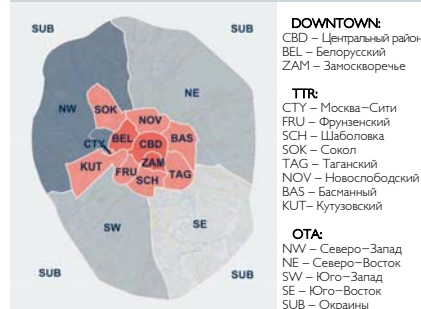 SUB
SUB
NE
NW
SOK
NOV
CTY
BEL
CBD
BAS
KUT
FRU
ZAM
SCH
TAG
SW
SE
SUB
SUB
DOWNTOWN:
CBD – Центральный район
BEL – Белорусский
ZAM – Замоскворечье
TTR:
CTY – Москва–Сити
FRU – Фрунзенский
SCH – Шаболовка
SOK – Сокол
TAG – Таганский
NOV – Новослободский
BAS – Басманный
KUT– Кутузовский
OTA:
NW – Северо–Запад
NE – Северо–Восток
SW – Юго–Запад
SE – Юго–Восток
SUB – Окраины